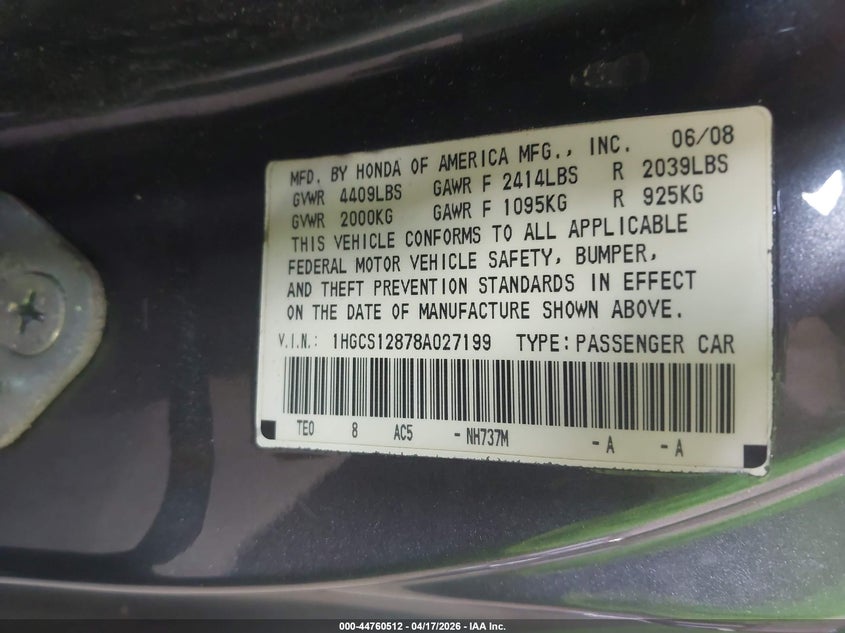 MFD. BY HONDA OF AMERICA MFG., INC. 06/08
GVWR 4409LBS GAWR F 2414LBS R 2039LBS
GVWR 2000KG GAWR F 1095KG R 925KG
THIS VEHICLE CONFORMS TO ALL APPLICABLE
FEDERAL MOTOR VEHICLE SAFETY, BUMPER,
AND THEFT PREVENTION STANDARDS IN EFFECT
ON THE DATE OF MANUFACTURE SHOWN ABOVE.
V.I.N.: 1HGCS12878A027199 TYPE: PASSENGER CAR
TE0 8 AC5 - NH737M - A - A
000-44760512 - 04/17/2026 - IAA Inc.